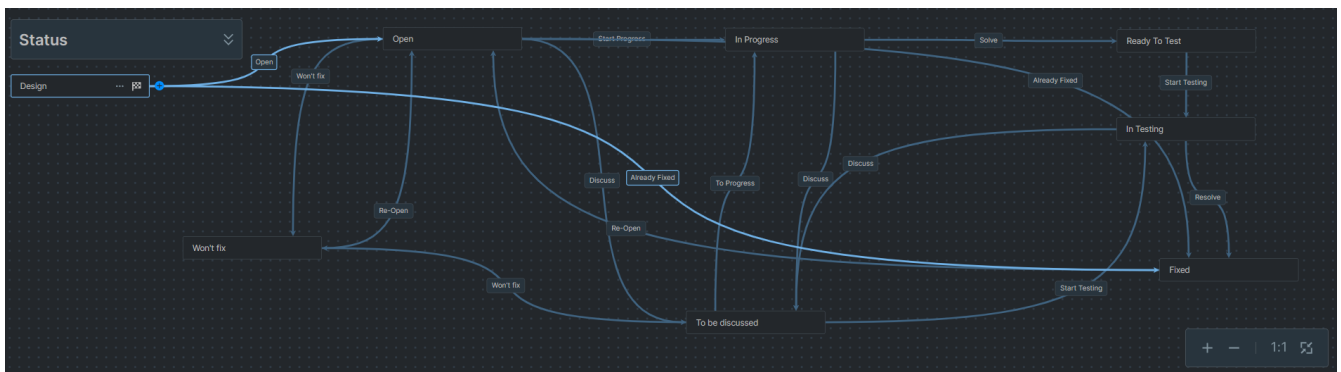 Status
Open
Start Progress
In Progress
Solve
Ready To Test
Open
Won't fix
Design
Already Fixed
Start Testing
In Testing
Discuss
Discuss
Already Fixed
To Progress
Discuss
Resolve
Re-Open
Re-Open
Won't fix
Fixed
Won't fix
Start Testing
To be discussed
1:1